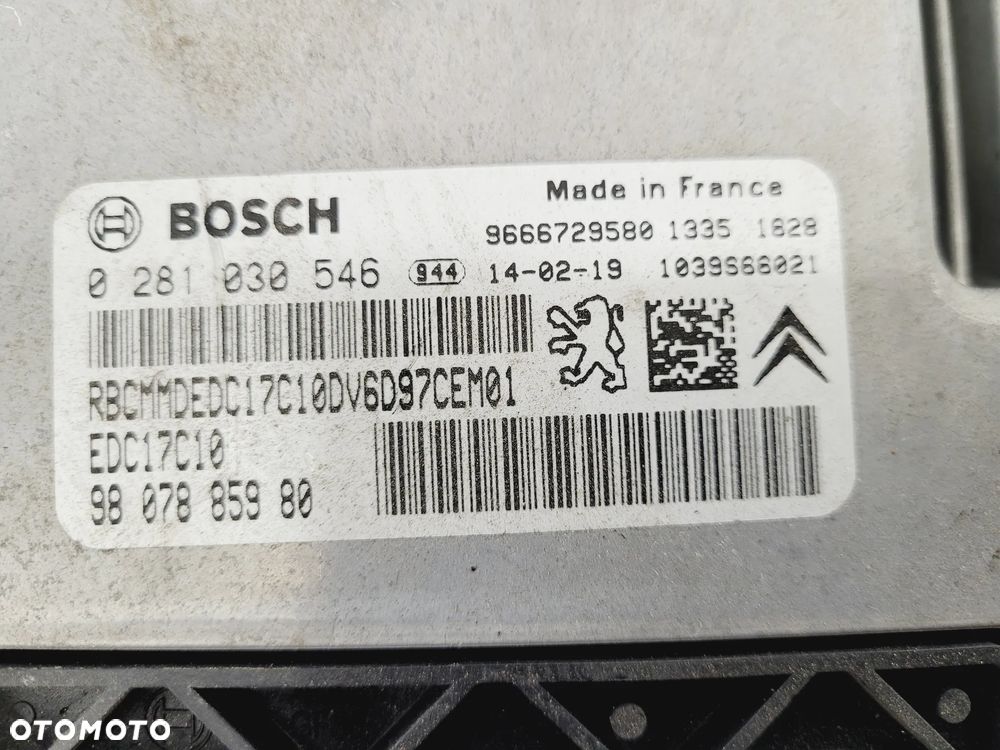 Made in France
BOSCH
9666729580 1335 1828
0 281 030 546 944 14-02-19 1039S68021
RBCMMDEDC17C10DV6D97CEM01
EDC17C10
98 078 859 80
OTOMOTO